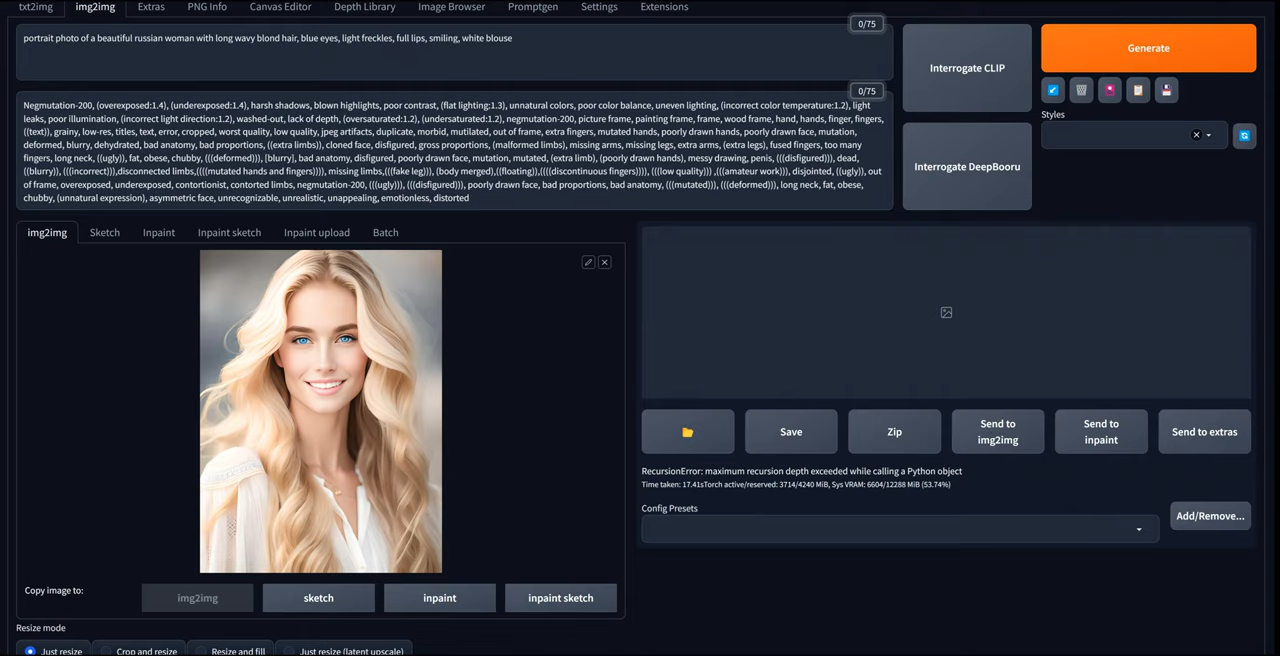 txt2img img2img Extras PNG Info Canvas Editor Depth Library Image Browser Promptgen Settings Extensions
0/75
portrait photo of a beautiful russian woman with long wavy blond hair, blue eyes, light freckles, full lips, smiling, white blouse
Interrogate CLIP
Generate
0/75
Negmutation-200, (overexposed:1.4), (underexposed:1.4), harsh shadows, blown highlights, poor contrast, (flat lighting:1.3), unnatural colors, poor color balance, uneven lighting, (incorrect color temperature:1.2), light
leaks, poor illumination, (incorrect light direction:1.2), washed-out, lack of depth, (oversaturated:1.2), (undersaturated:1.2), negmutation-200, picture frame, painting frame, frame, wood frame, hand, hands, finger, fingers,
((text)), grainy, low-res, titles, text, error, cropped, worst quality, low quality, jpeg artifacts, duplicate, morbid, mutilated, out of frame, extra fingers, mutated hands, poorly drawn hands, poorly drawn face, mutation,
deformed, blurry, dehydrated, bad anatomy, bad proportions, ((extra limbs)), cloned face, disfigured, gross proportions, (malformed limbs), missing arms, missing legs, extra arms, (extra legs), fused fingers, too many
fingers, long neck, ((ugly)), fat, obese, chubby, (((deformed))), [blurry], bad anatomy, disfigured, poorly drawn face, mutation, mutated, (extra limb), (poorly drawn hands), messy drawing, penis, (((disfigured))), dead,
((blurry)), (((incorrect))),disconnected limbs,((((mutated hands and fingers)))), missing limbs,(((fake leg))), (body merged),((floating)),((((discontinuous fingers)))), (((low quality))) ,(((amateur work))), disjointed, ((ugly)), out
of frame, overexposed, underexposed, contortionist, contorted limbs, negmutation-200, (((ugly))), (((disfigured))), poorly drawn face, bad proportions, bad anatomy, (((mutated))), (((deformed))), long neck, fat, obese,
chubby, (unnatural expression), asymmetric face, unrecognizable, unrealistic, unappealing, emotionless, distorted
Interrogate DeepBooru
Styles
img2img Sketch Inpaint Inpaint sketch Inpaint upload Batch
Save
Zip
Send to
img2img
Send to
inpaint
Send to extras
RecursionError: maximum recursion depth exceeded while calling a Python object
Time taken: 17.41sTorch active/reserved: 3714/4240 MiB, Sys VRAM: 6604/12288 MiB (53.74%)
Config Presets
Add/Remove...
Copy image to:
img2img
sketch
inpaint
inpaint sketch
Resize mode
Just resize Crop and resize Resize and fill Just resize (latent upscale)